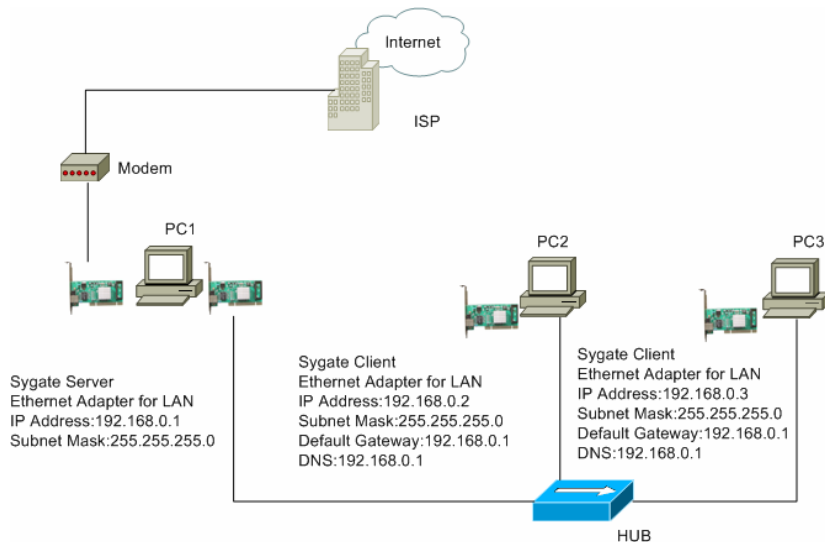 Internet
ISP
Modem
PC1
PC2
PC3
Sygate Server
Ethernet Adapter for LAN
IP Address:192.168.0.1
Subnet Mask:255.255.255.0
Sygate Client
Ethernet Adapter for LAN
IP Address:192.168.0.2
Subnet Mask:255.255.255.0
Default Gateway:192.168.0.1
DNS:192.168.0.1
Sygate Client
Ethernet Adapter for LAN
IP Address:192.168.0.3
Subnet Mask:255.255.255.0
Default Gateway:192.168.0.1
DNS:192.168.0.1
HUB